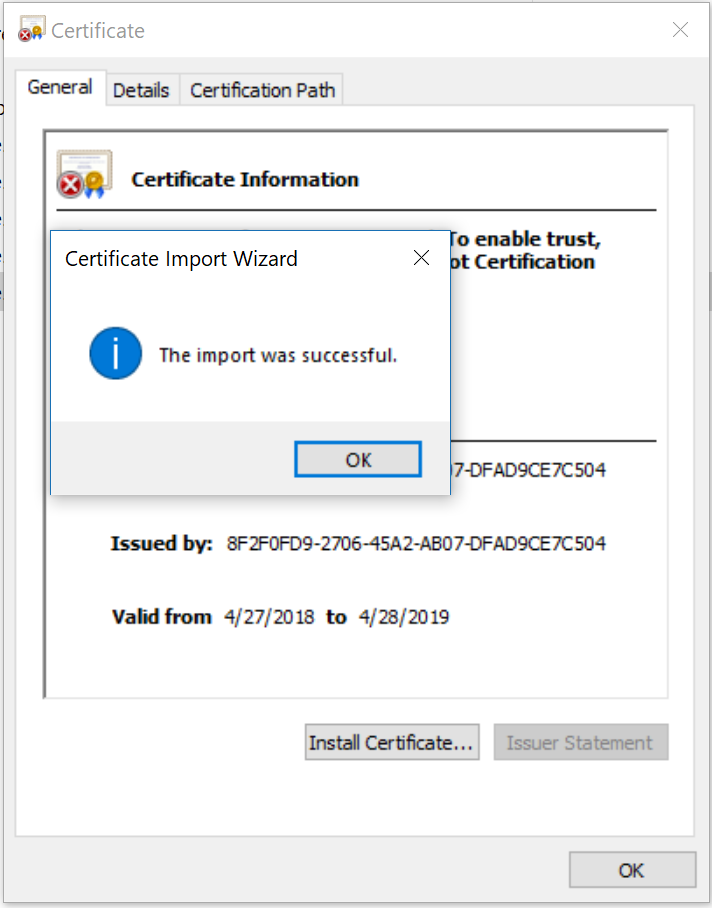 Certificate
General
Details
Certification Path
Certificate Information
To enable trust,
Certification
Certificate Import Wizard
The import was successful.
OK
07-DFAD9CE7C504
Issued by: 8F2F0FD9-2706-45A2-AB07-DFAD9CE7C504
Valid from 4/27/2018 to 4/28/2019
Install Certificate...
Issuer Statement
OK